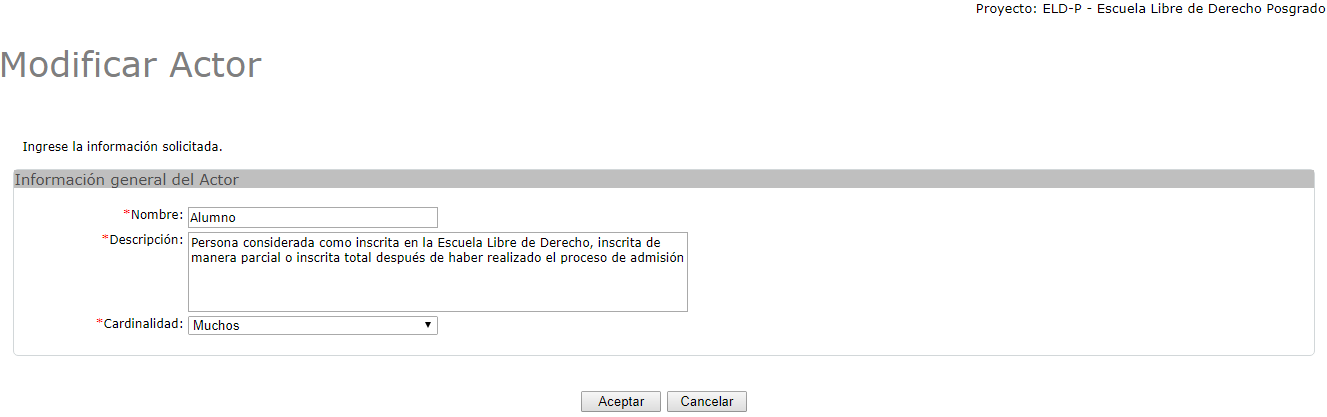 Proyecto: ELD-P - Escuela Libre de Derecho Posgrado
Modificar Actor
Ingrese la información solicitada.
Información general del Actor
*Nombre: Alumno
*Descripción: Persona considerada como inscrita en la Escuela Libre de Derecho, inscrita de
manera parcial o inscrita total después de haber realizado el proceso de admisión
*Cardinalidad: Muchos
Aceptar Cancelar